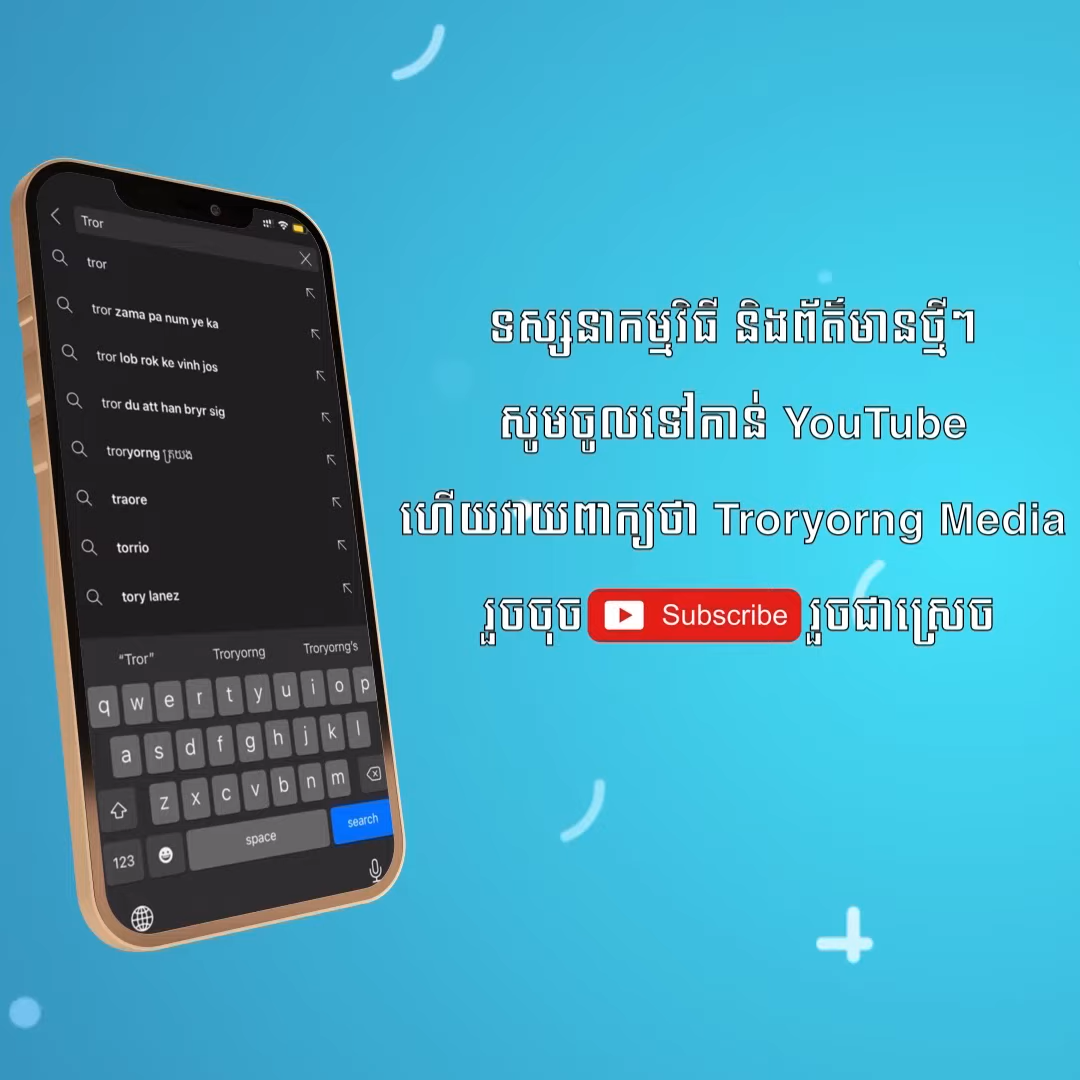 Tror
tror
tror zama pa num ye ka
tror lob rok ke vinh jos
tror du att han bryr sig
troryorng ត្រយង
traore
torrio
tory lanez
“Tror” Troryorng Troryorng's
q w e r t y u i o p
a s d f g h j k l
z x c v b n m
123 space search
ទស្សនាកម្មវិធី និងព័ត៌មានថ្មីៗ
សូមចូលទៅកាន់ YouTube
ហើយវាយពាក្យថា Troryorng Media
រួចចុច Subscribe រួចជាស្រេច